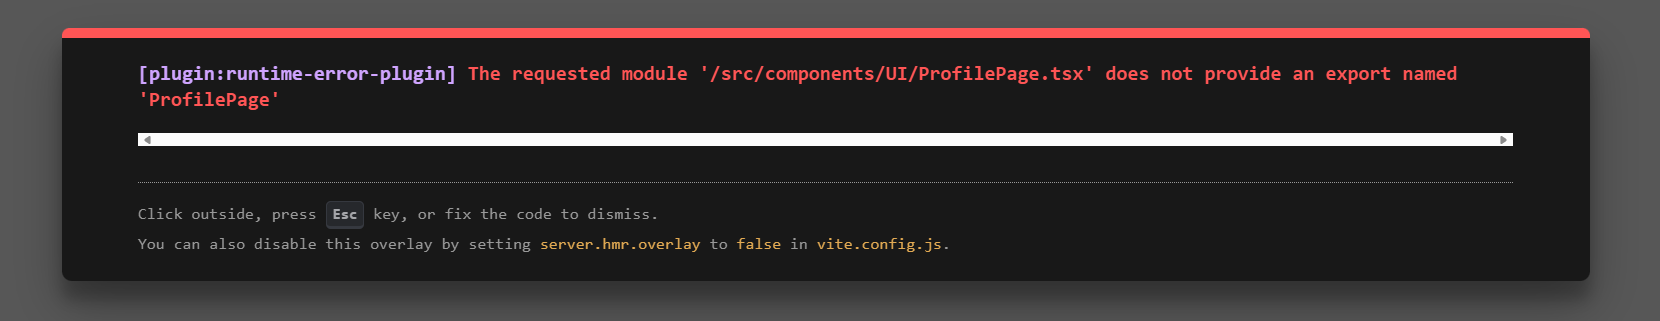 [plugin:runtime-error-plugin] The requested module '/src/components/UI/ProfilePage.tsx' does not provide an export named
'ProfilePage'
Click outside, press Esc key, or fix the code to dismiss.
You can also disable this overlay by setting server.hmr.overlay to false in vite.config.js.